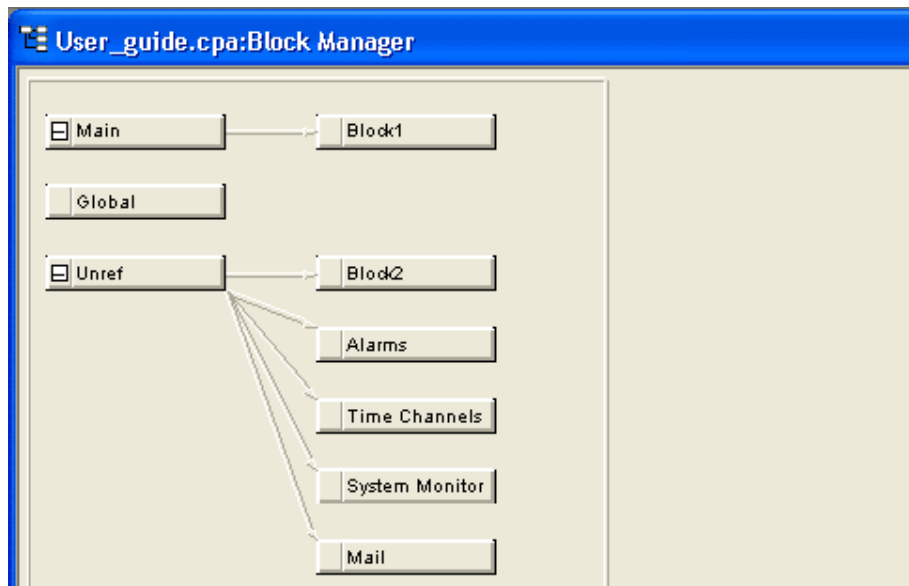 User_guide.cpa:Block Manager
Main
Block1
Global
Unref
Block2
Alarms
Time Channels
System Monitor
Mail